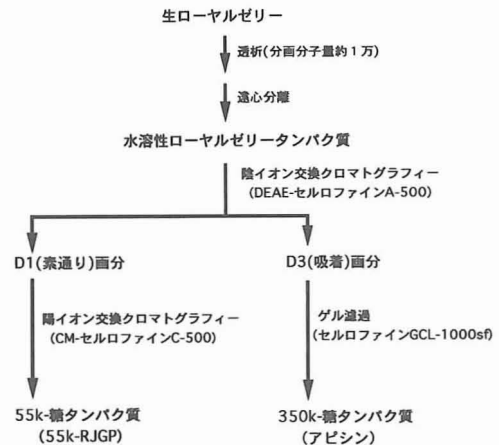 生ローヤルゼリー
透析(分画分子量約1万)
遠心分離
水溶性ローヤルゼリータンパク質
陰イオン交換クロマトグラフィー
(DEAE-セルロファインA-500)
D1(素通り)画分
D3(吸着)画分
陽イオン交換クロマトグラフィー
(CM-セルロファインC-500)
ゲル濾過
(セルロファインGCL-1000sf)
55k-糖タンパク質
(55k-RJGP)
350k-糖タンパク質
(アピシン)